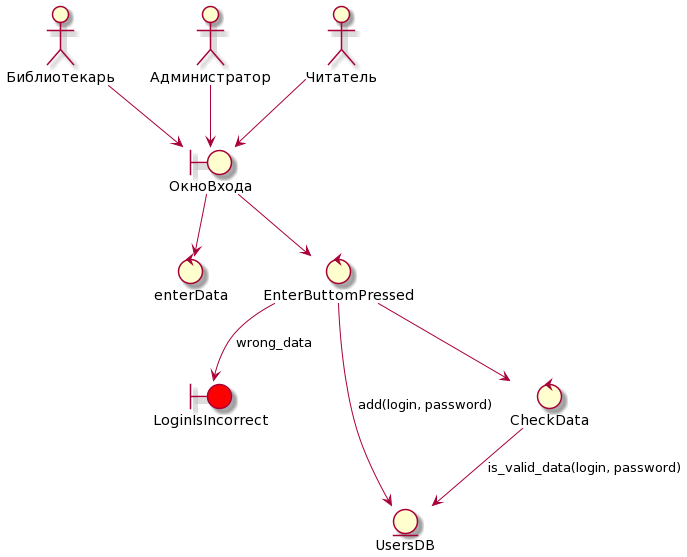 Библиотекарь
Администратор
Читатель
ОкноВхода
enterData
EnterButtomPressed
wrong_data
add(login, password)
LoginIsIncorrect
CheckData
is_valid_data(login, password)
UsersDB